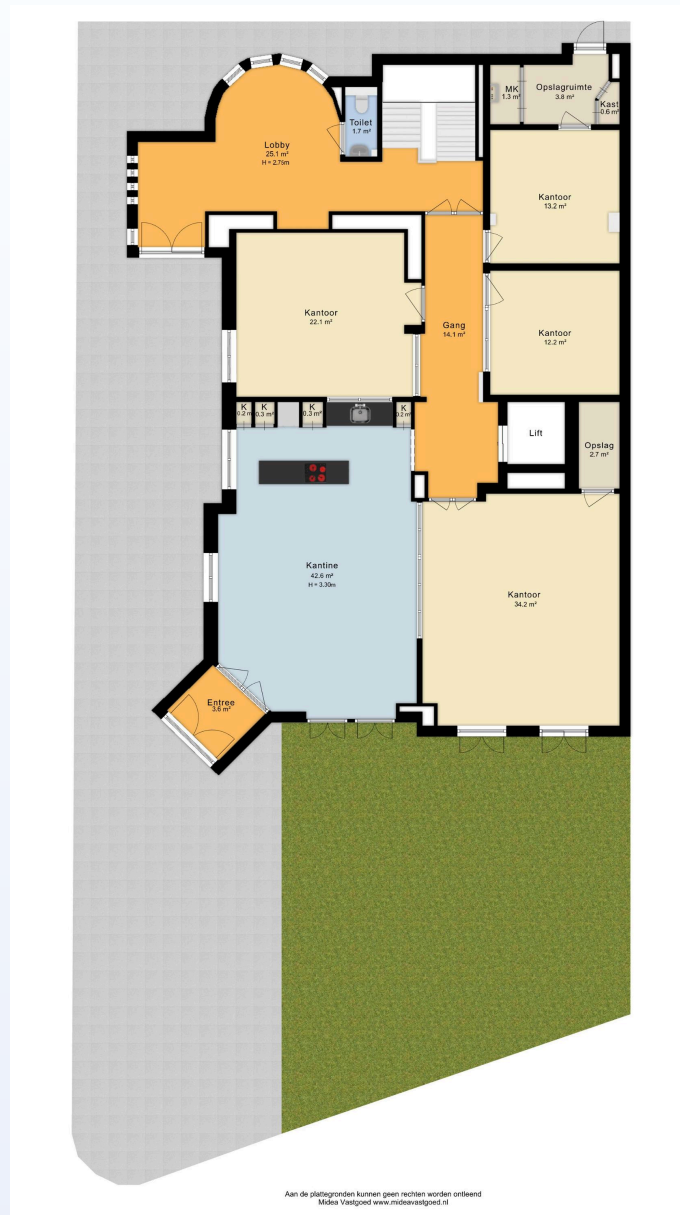 MK
1.3 m²
Opslagruimte
3.8 m²
Kast
0.6 m²
Toilet
1.7 m²
Lobby
25.1 m²
H = 2.75m
Kantoor
13.2 m²
Kantoor
22.1 m²
Gang
14.1 m²
Kantoor
12.2 m²
K
0.2 m²
K
0.3 m²
K
0.3 m²
K
0.2 m²
Lift
Opslag
2.7 m²
Kantine
42.6 m²
H = 3.30m
Kantoor
34.2 m²
Entree
3.6 m²
Aan de plattegronden kunnen geen rechten worden ontleend
Midea Vastgoed www.mideavastgoed.nl